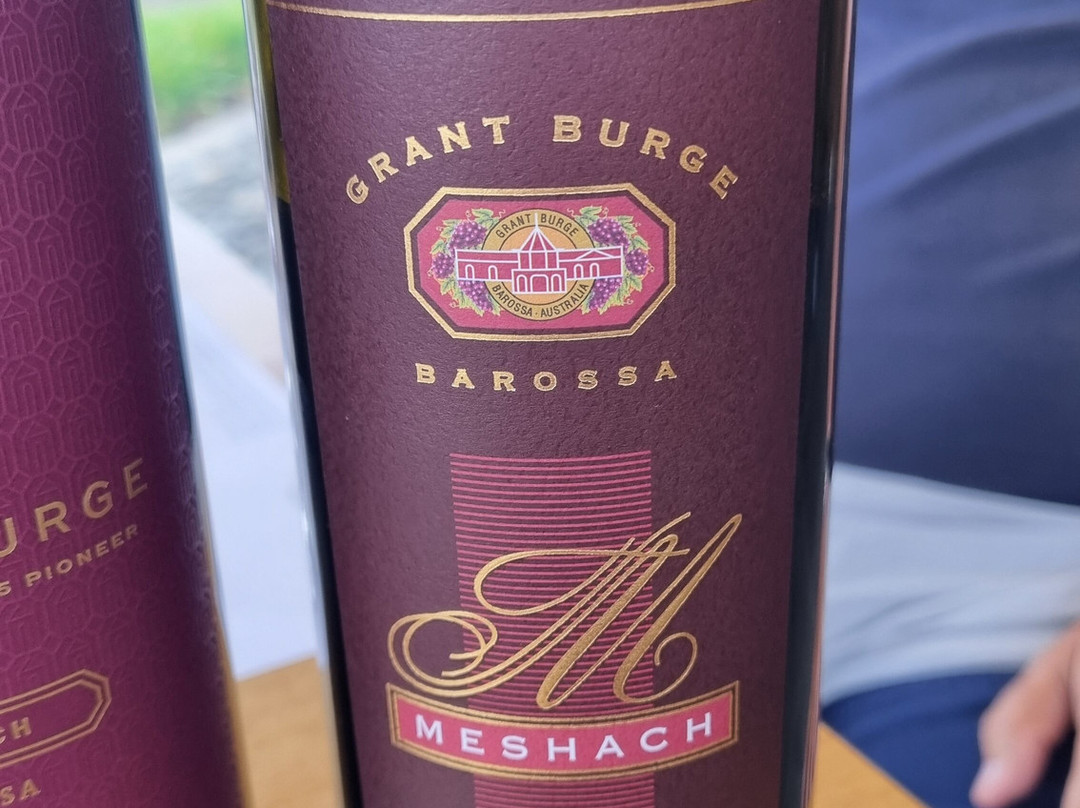 GRANT BURGE
GRANT BURGE
BAROSSA · AUSTRALIA
BAROSSA
M
MESHACH
URGE
S PIONEER
CH
SA